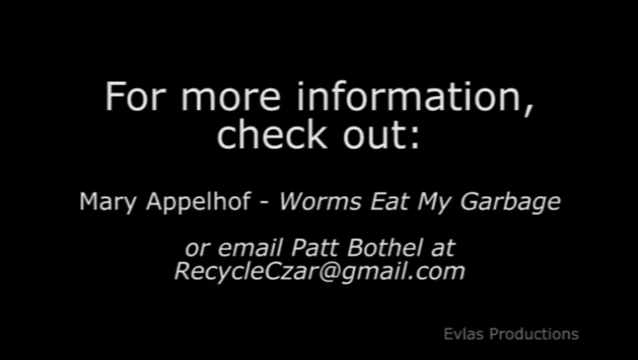 For more information,
check out:
Mary Appelhof - Worms Eat My Garbage
or email Patt Bothel at
RecycleCzar@gmail.com
Evlas Productions